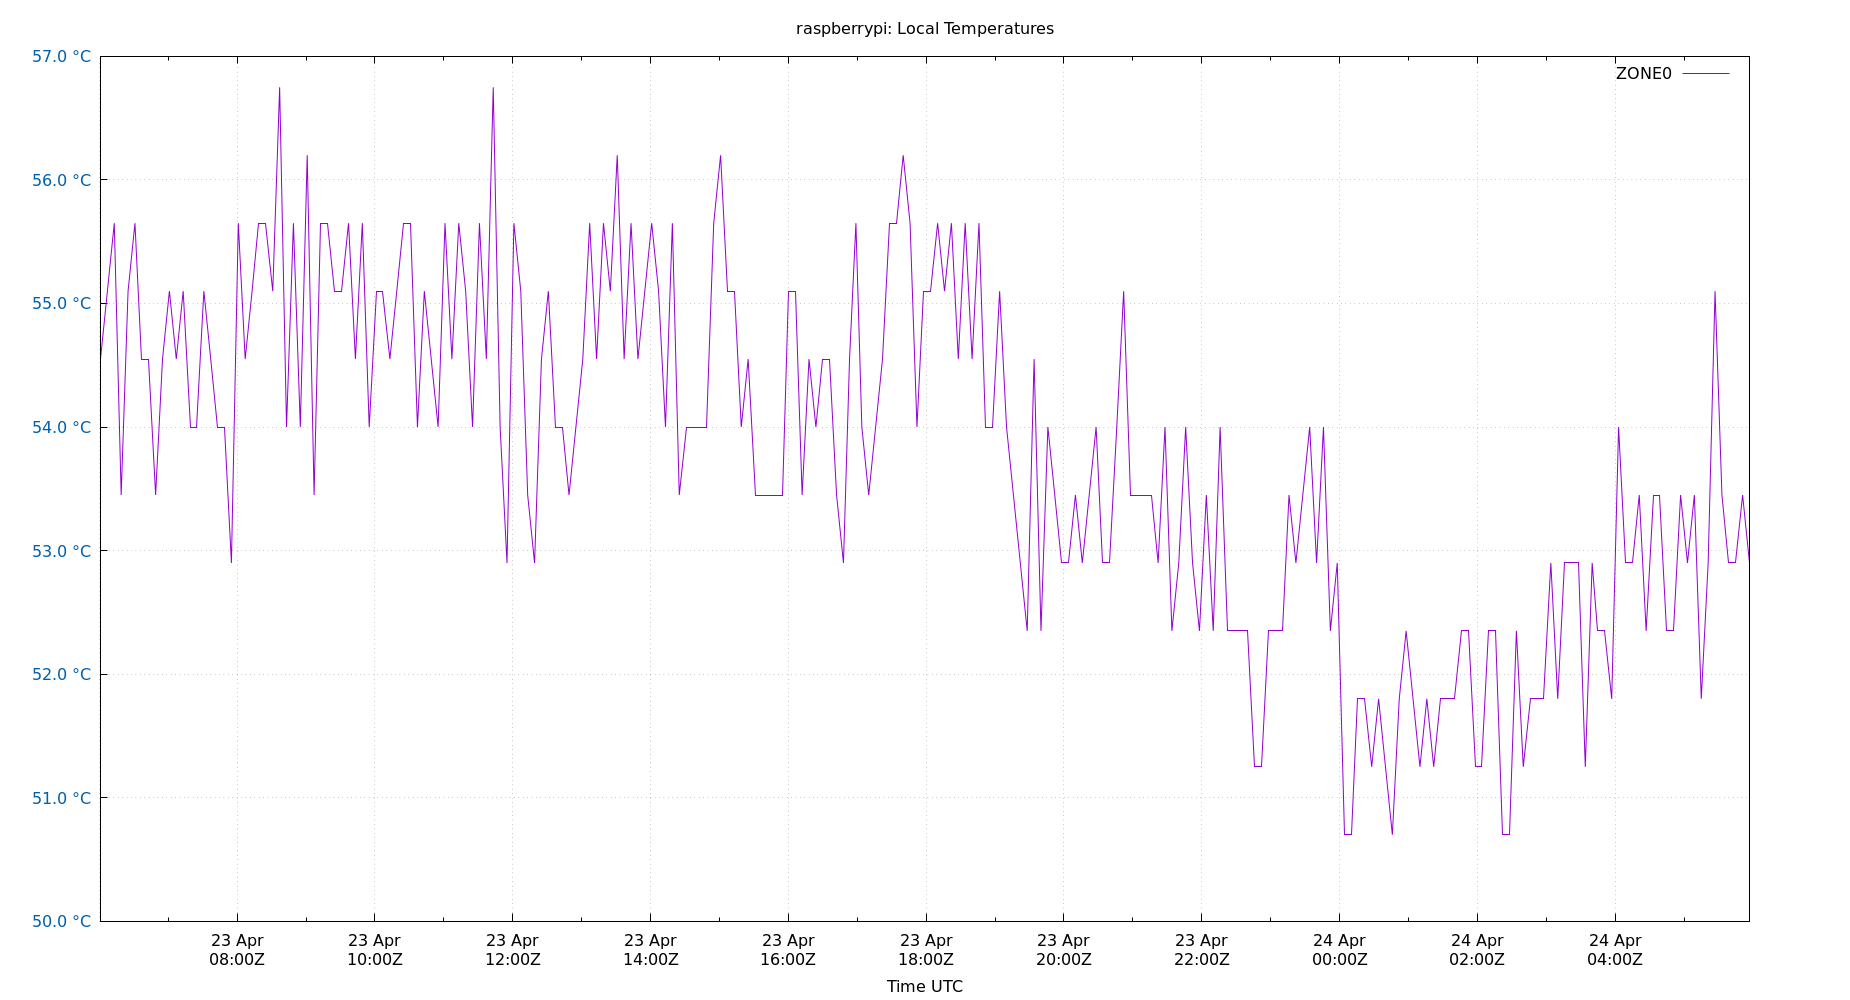 raspberrypi: Local Temperatures
57.0 °C
ZONE0
56.0 °C
55.0 °C
54.0 °C
53.0 °C
52.0 °C
51.0 °C
50.0 °C
23 Apr 23 Apr 23 Apr 23 Apr 23 Apr 23 Apr 23 Apr 23 Apr 24 Apr 24 Apr 24 Apr
08:00Z 10:00Z 12:00Z 14:00Z 16:00Z 18:00Z 20:00Z 22:00Z 00:00Z 02:00Z 04:00Z
Time UTC